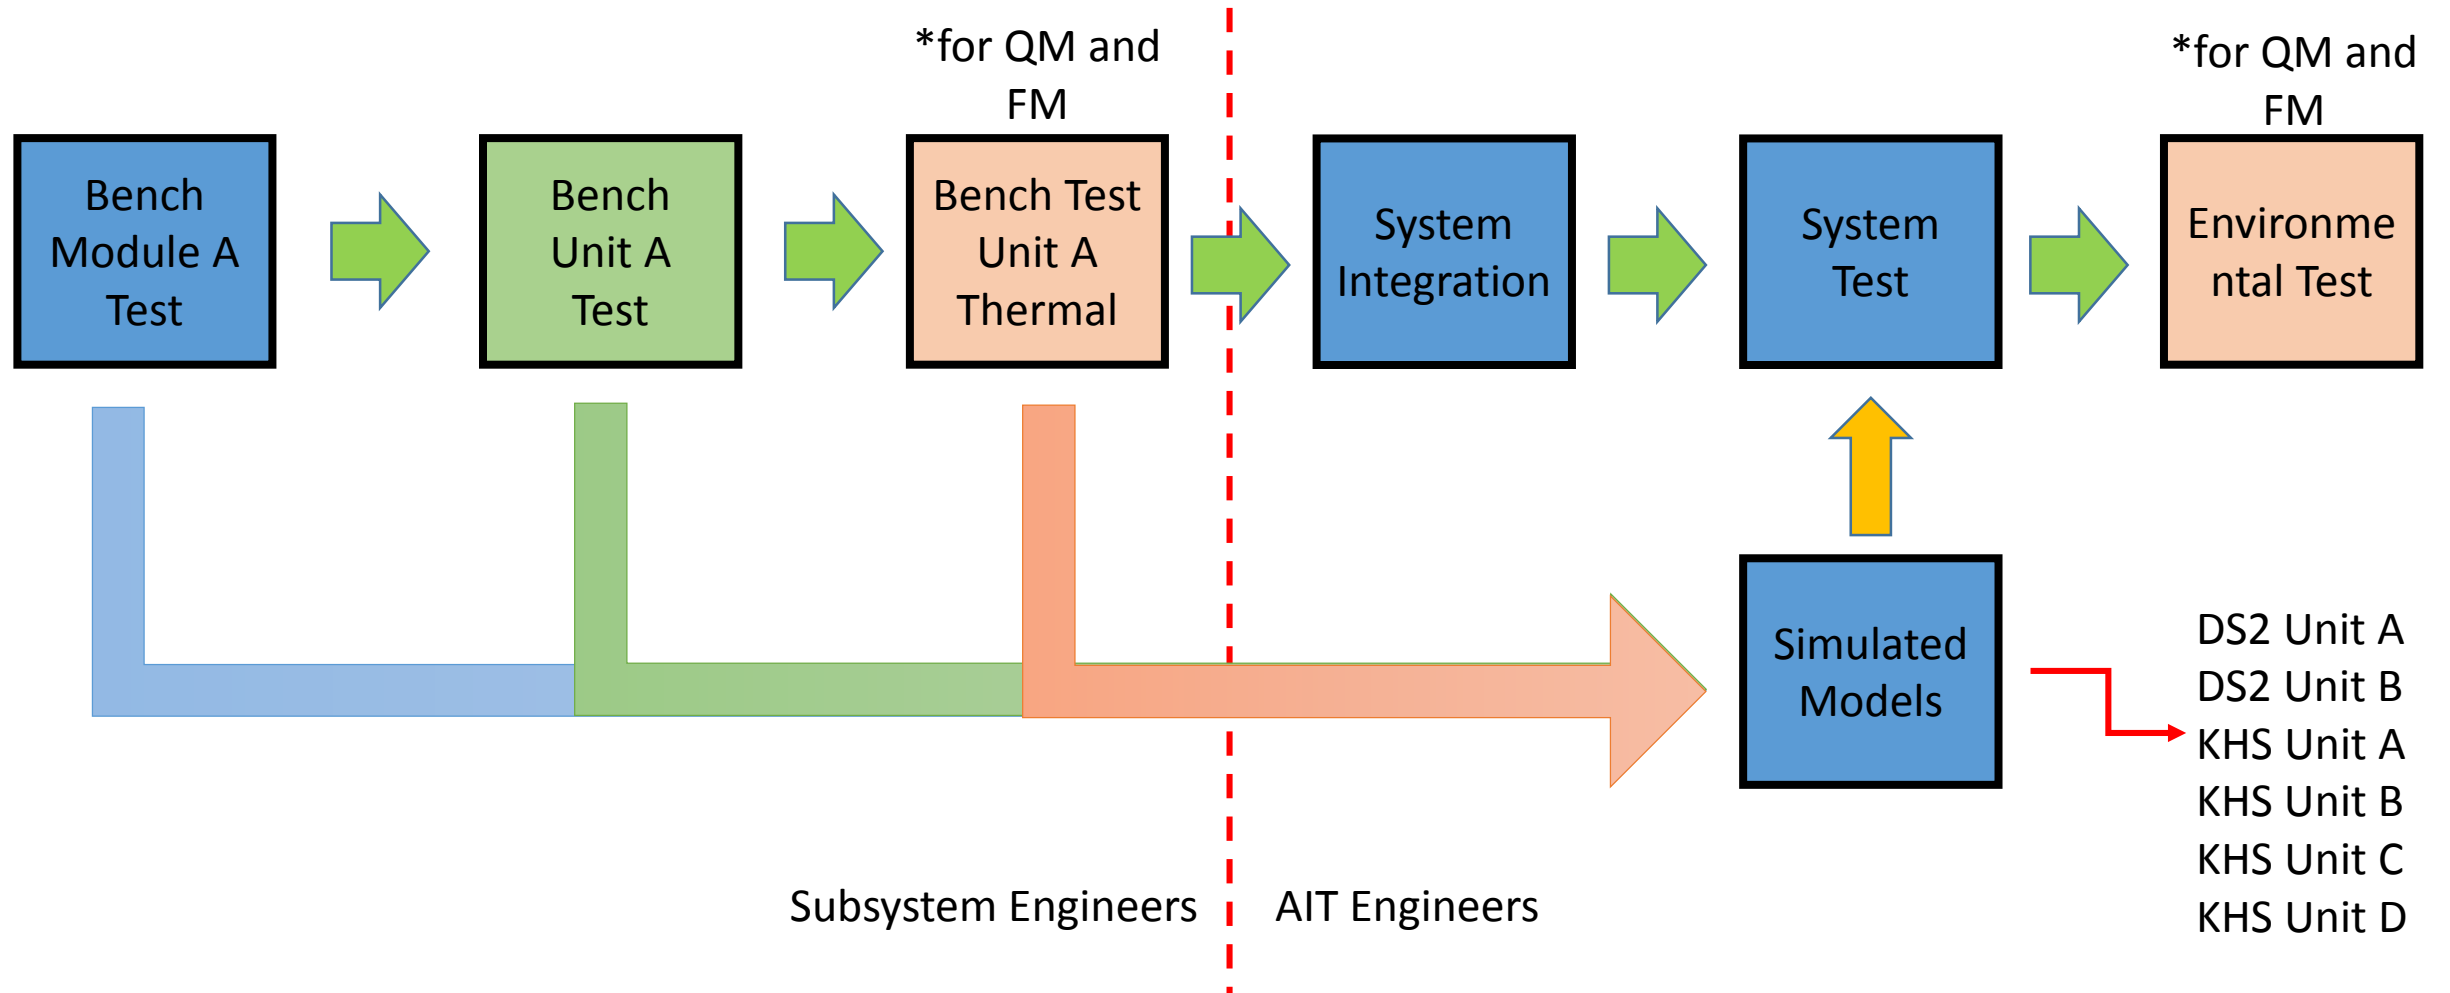 *for QM and
FM
*for QM and
FM
Bench
Module A
Test
Bench
Unit A
Test
Bench Test
Unit A
Thermal
System
Integration
System
Test
Environme
ntal Test
Simulated
Models
DS2 Unit A
DS2 Unit B
KHS Unit A
KHS Unit B
KHS Unit C
KHS Unit D
Subsystem Engineers
AIT Engineers